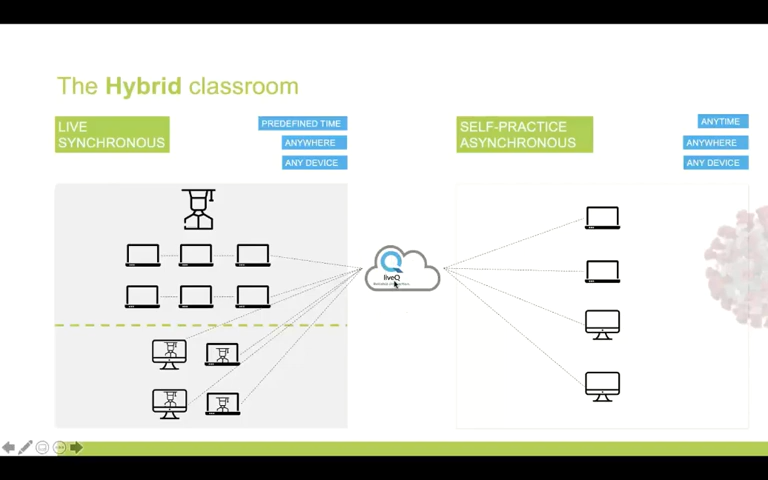 The Hybrid classroom
LIVE
SYNCHRONOUS
PREDEFINED TIME
ANYWHERE
ANY DEVICE
SELF-PRACTICE
ASYNCHRONOUS
ANYTIME
ANYWHERE
ANY DEVICE
liveQ